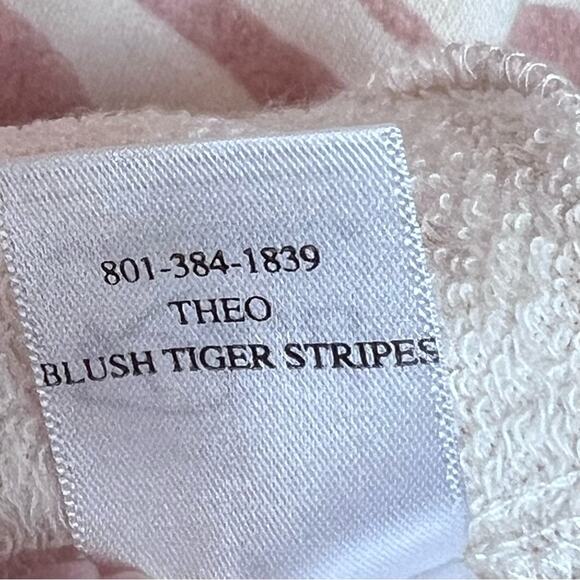 801-384-1839
THEO
BLUSH TIGER STRIPES